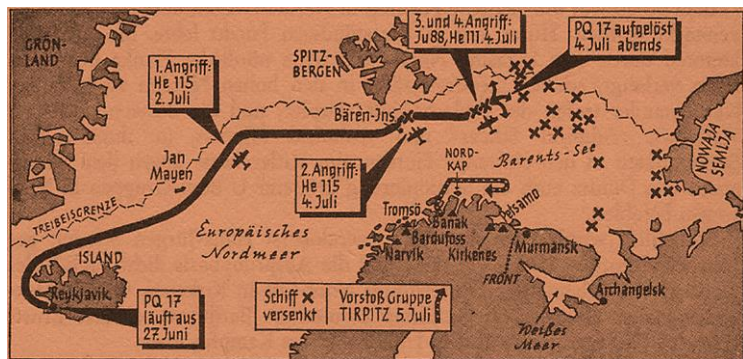 GRÖN-
LAND
SPITZ-
BERGEN
3. und 4. Angriff:
Ju 88, He 111. 4. Juli
PQ 17 aufgelöst
4. Juli abends
1. Angriff:
He 115
2. Juli
Bären-Jns.
Jan
Mayen
2. Angriff:
He 115
4. Juli
NORD-
KAP
Barents-See
NOWAJA
SEMLJA
TREIBEISGRENZE
Europäisches
Nordmeer
Tromsö
Banak
Bardufoss
Narvik
Kirkenes
Petsamo
Murmansk
FRONT
Archangelsk
Weißes
Meer
ISLAND
Reykjavik
PQ 17
läuft aus
27. Juni
Schiff
versenkt
Vorstoß Gruppe
TIRPITZ 5. Juli